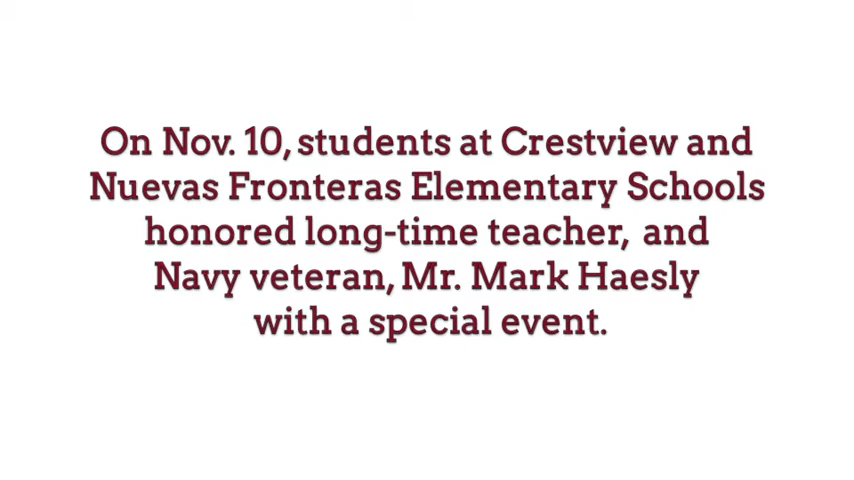 On Nov. 10, students at Crestview and
Nuevas Fronteras Elementary Schools
honored long-time teacher, and
Navy veteran, Mr. Mark Haesly
with a special event.